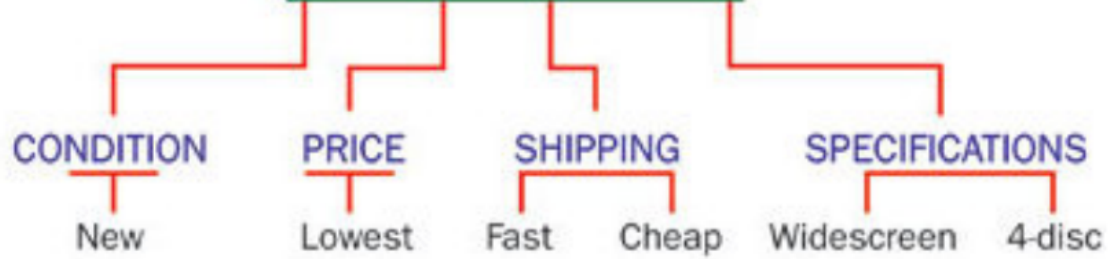 CONDITION PRICE SHIPPING SPECIFICATIONS
New Lowest Fast Cheap Widescreen 4-disc